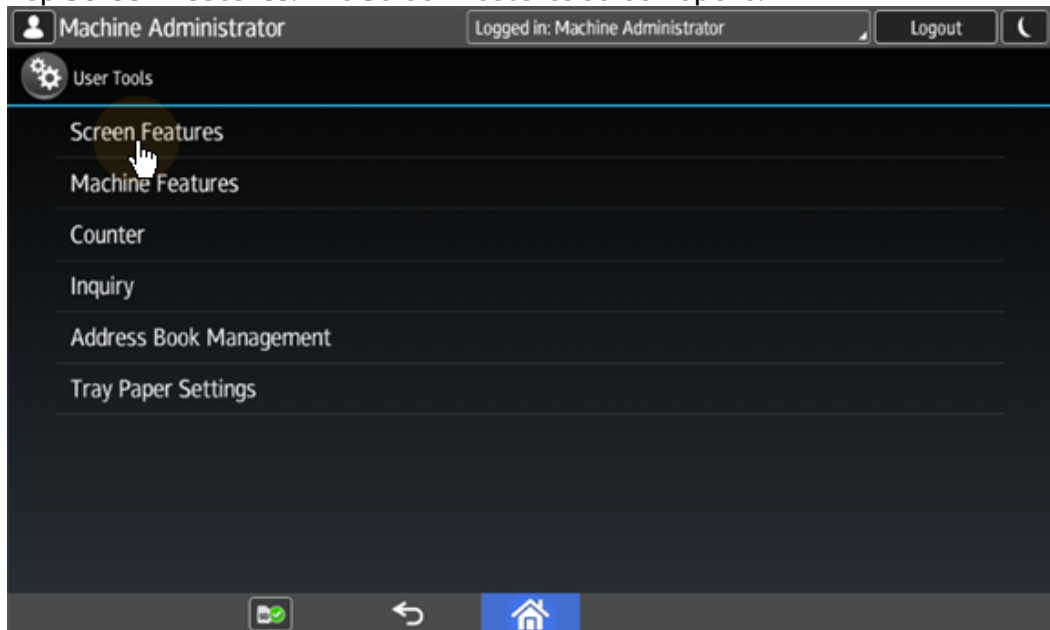 Machine Administrator
Logged in: Machine Administrator
Logout
User Tools
Screen Features
Machine Features
Counter
Inquiry
Address Book Management
Tray Paper Settings